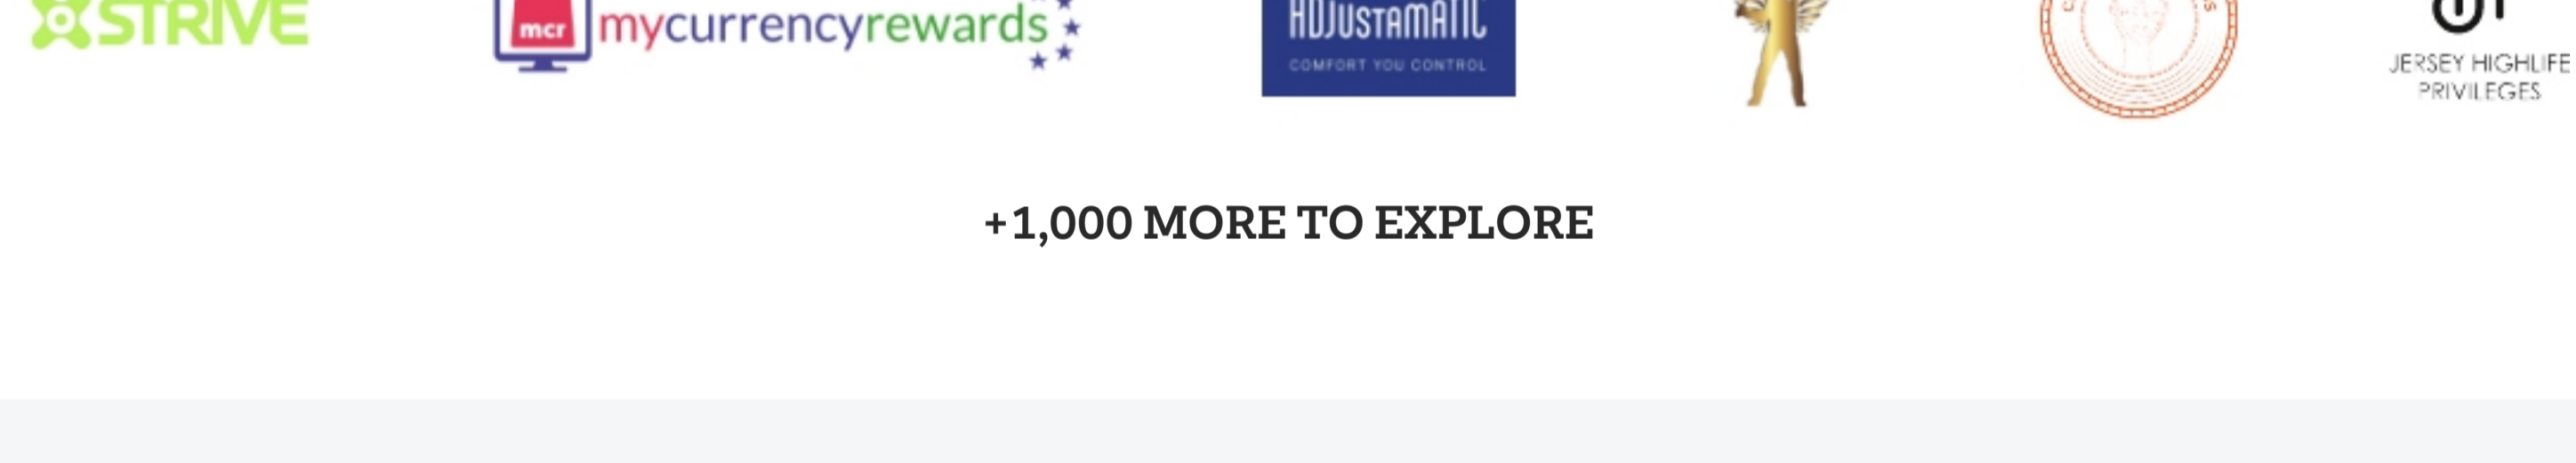 STRIVE
mcr mycurrencyrewards
ADJUSTAMATIC
COMFORT YOU CONTROL
JERSEY HIGHLIFE
PRIVILEGES
+1,000 MORE TO EXPLORE